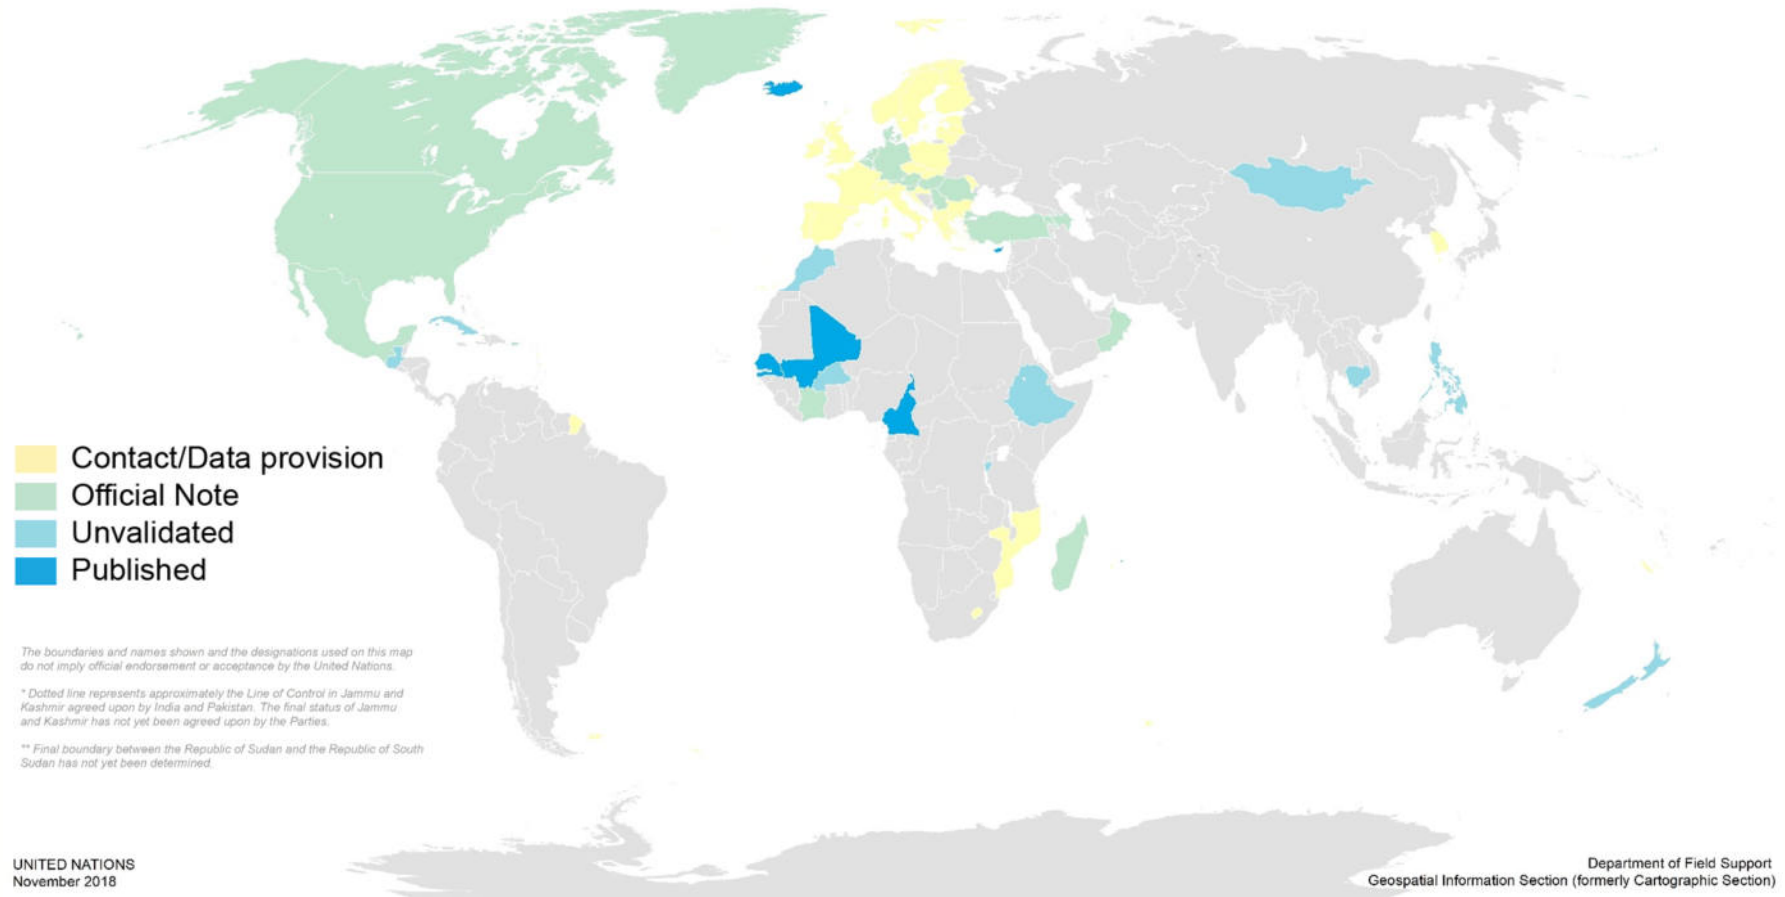 Contact/Data provision
Official Note
Unvalidated
Published
The boundaries and names shown and the designations used on this map
do not imply official endorsement or acceptance by the United Nations.
* Dotted line represents approximately the Line of Control in Jammu and
Kashmir agreed upon by India and Pakistan. The final status of Jammu
and Kashmir has not yet been agreed upon by the Parties.
** Final boundary between the Republic of Sudan and the Republic of South
Sudan has not yet been determined.
UNITED NATIONS
November 2018
Department of Field Support
Geospatial Information Section (formerly Cartographic Section)